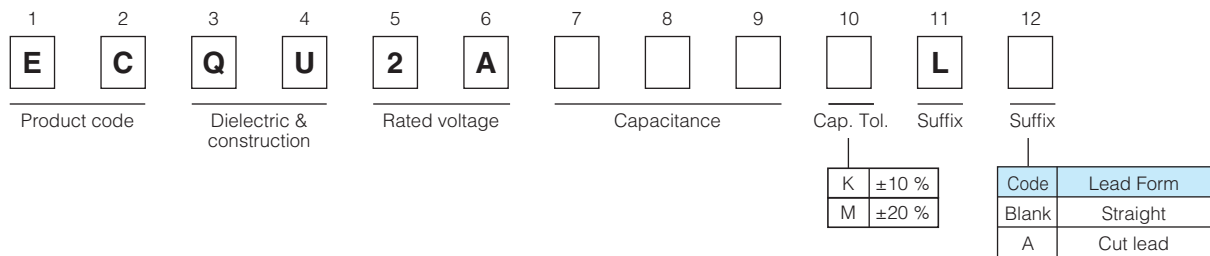 1 2 3 4 5 6 7 8 9 10 11 12
E C Q U 2 A L
Product code Dielectric & construction Rated voltage Capacitance Cap. Tol. Suffix Suffix
K ±10 %
M ±20 %
Code Lead Form
Blank Straight
A Cut lead